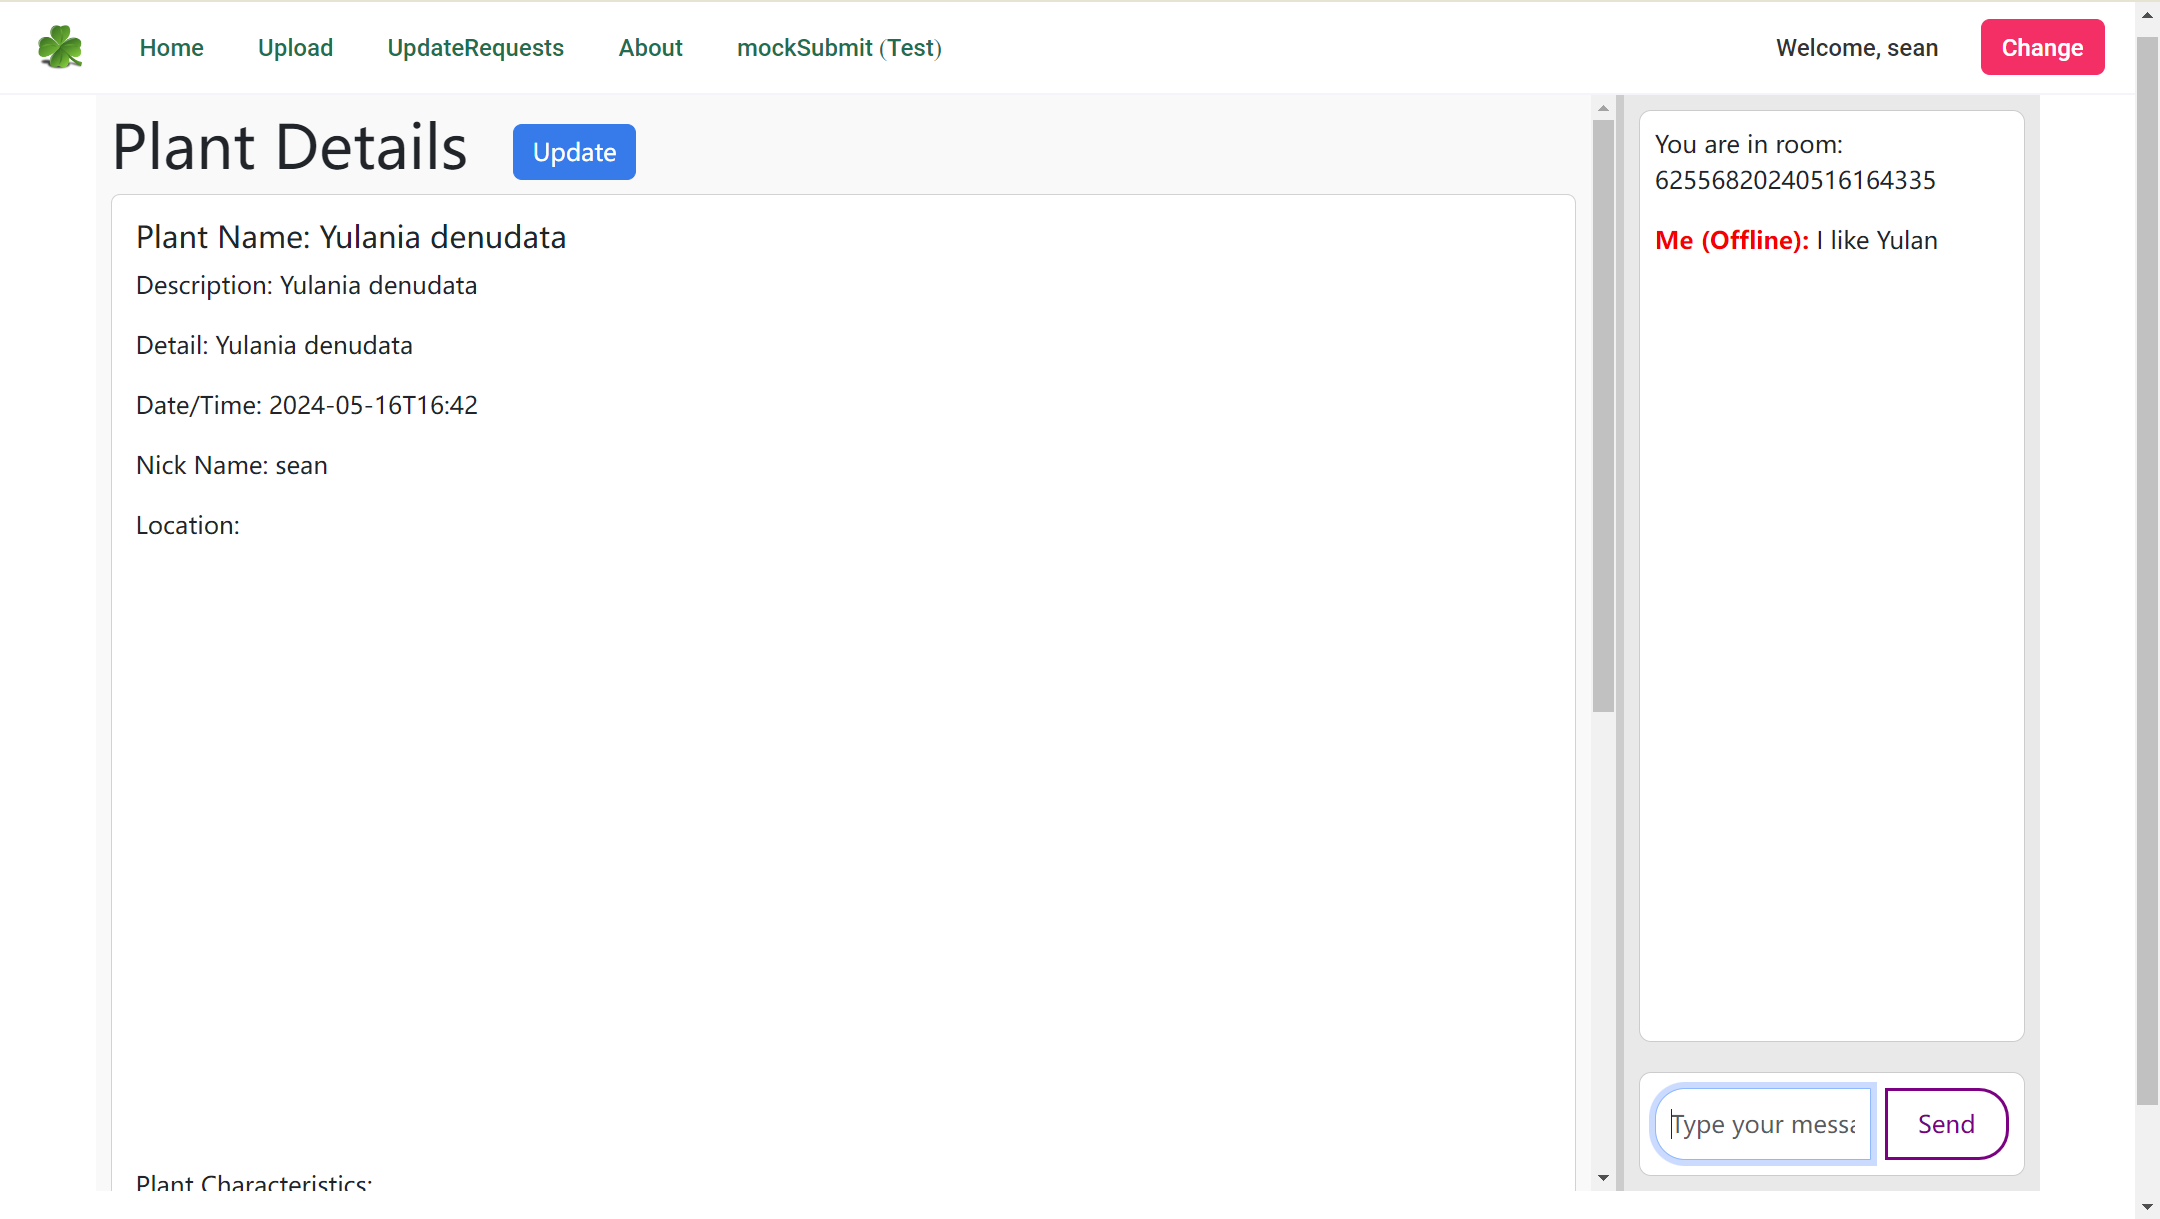 Home Upload UpdateRequests About mockSubmit (Test) Welcome, sean Change
Plant Details Update
Plant Name: Yulania denudata
Description: Yulania denudata
Detail: Yulania denudata
Date/Time: 2024-05-16T16:42
Nick Name: sean
Location:
Plant Characteristics:
You are in room:
62556820240516164335
Me (Offline): I like Yulan
Type your messa Send